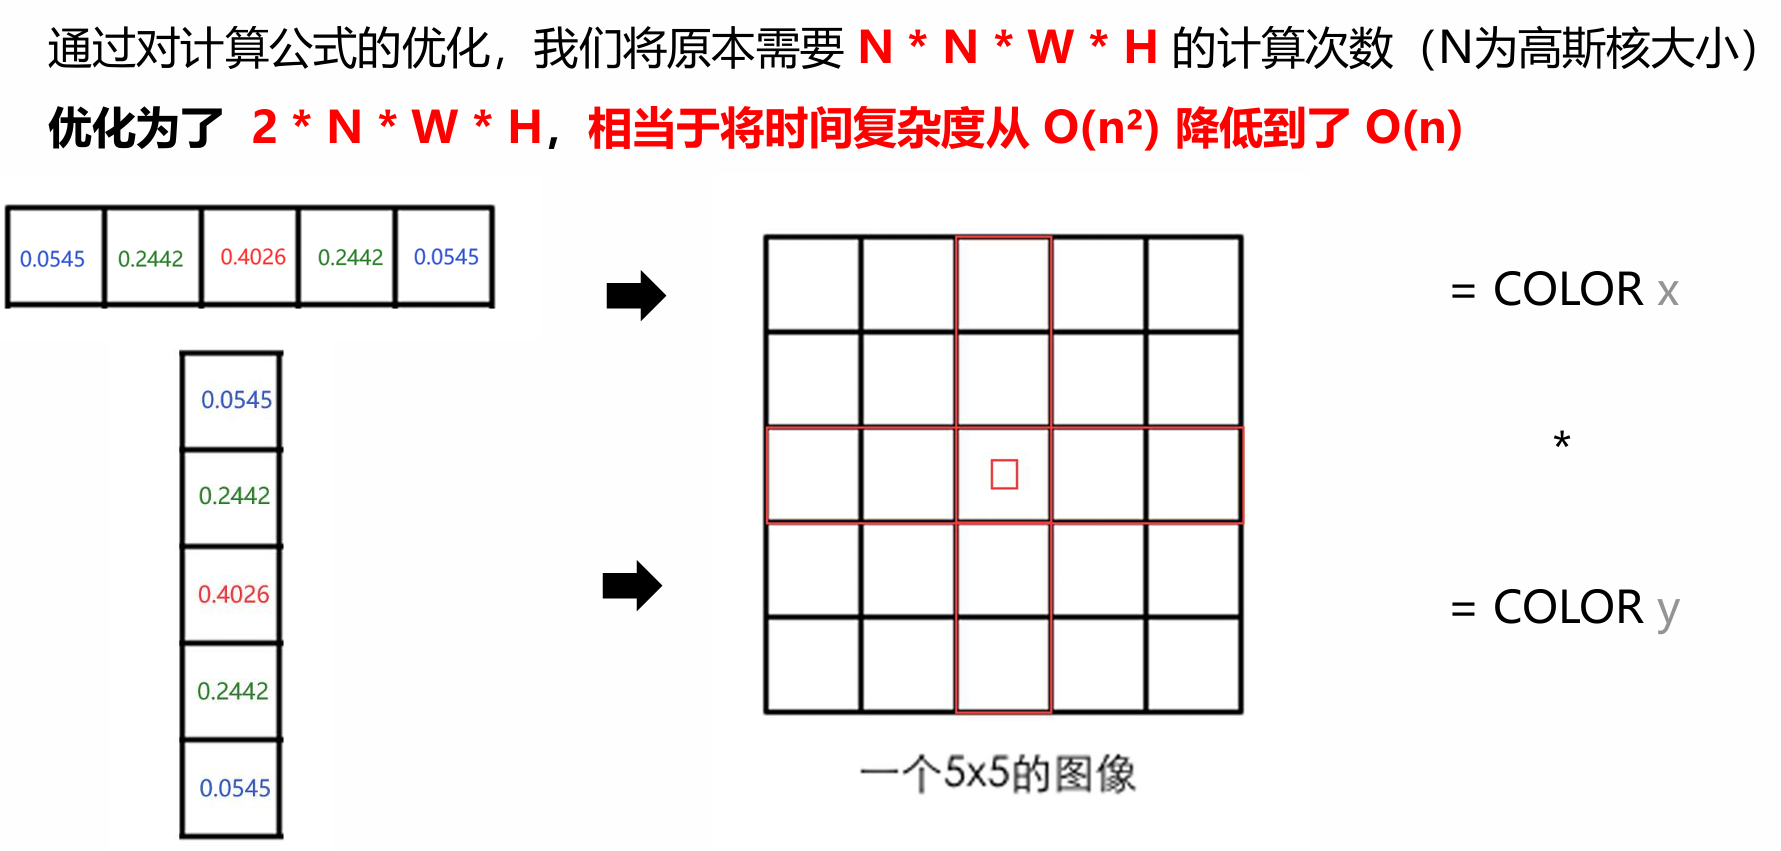 通过对计算公式的优化，我们将原本需要 N * N * W * H 的计算次数（N为高斯核大小）
优化为了 2 * N * W * H，相当于将时间复杂度从 O(n²) 降低到了 O(n)
0.0545 0.2442 0.4026 0.2442 0.0545
= COLOR x
0.0545
*
0.2442
0.4026
= COLOR y
0.2442
0.0545
一个5x5的图像